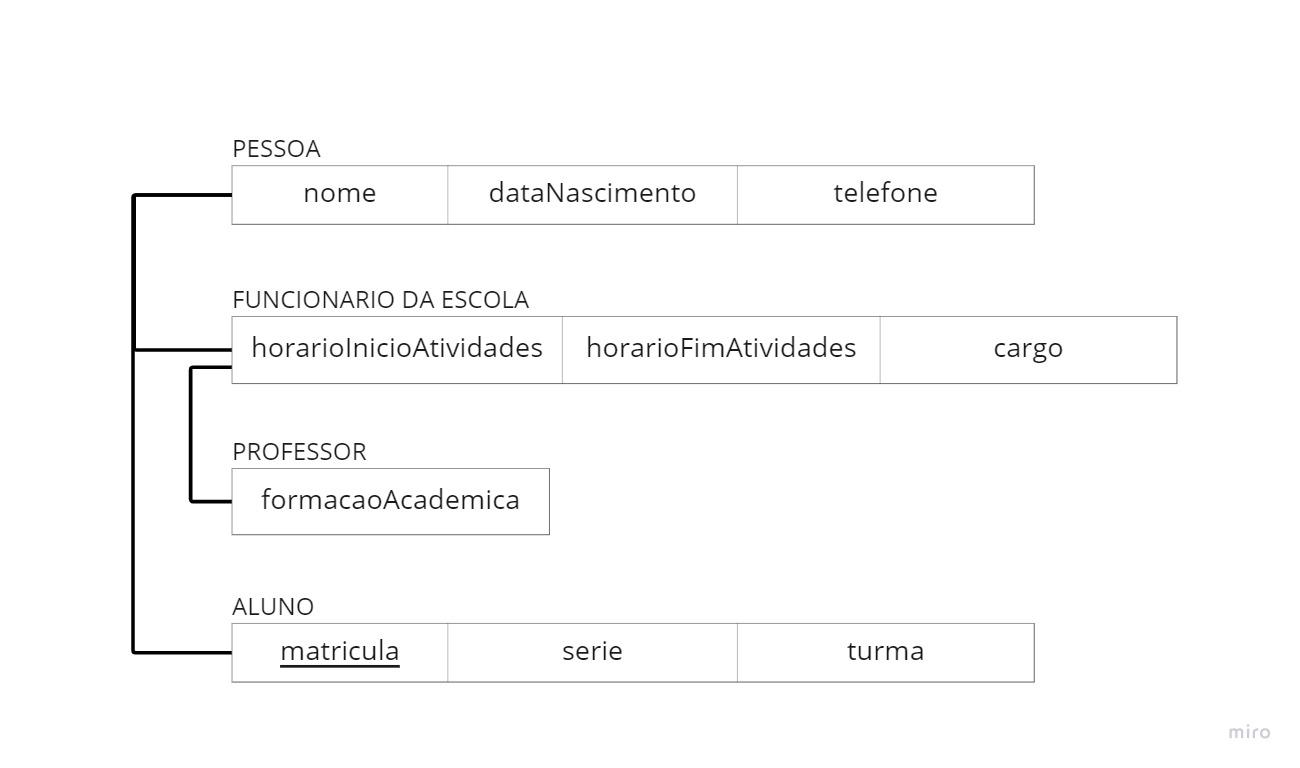 PESSOA
nome dataNascimento telefone
FUNCIONARIO DA ESCOLA
horarioInicioAtividades horarioFimAtividades cargo
PROFESSOR
formacaoAcademica
ALUNO
matricula serie turma
miro